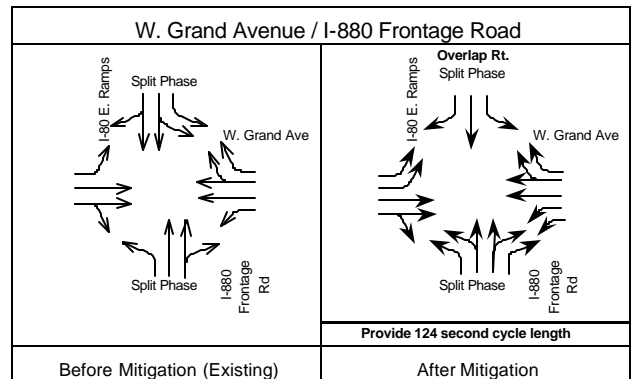 W. Grand Avenue / I-880 Frontage Road
I-80 E. Ramps
Split Phase
W. Grand Ave
Split Phase
I-880
Frontage
Rd
Overlap Rt.
Split Phase
I-80 E. Ramps
W. Grand Ave
Split Phase
I-880
Frontage
Rd
Provide 124 second cycle length
Before Mitigation (Existing)
After Mitigation